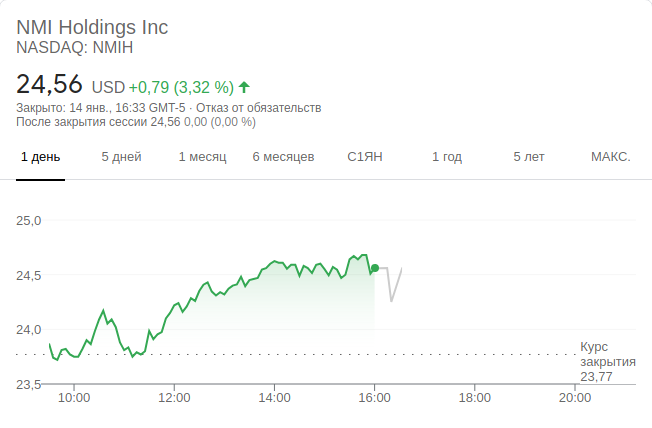 NMI Holdings Inc
NASDAQ: NMIH
24,56 USD +0,79 (3,32 %)
Закрыто: 14 янв., 16:33 GMT-5 · Отказ от обязательств
После закрытия сессии 24,56 0,00 (0,00 %)
1 день 5 дней 1 месяц 6 месяцев С1ЯН 1 год 5 лет МАКС.
25,0
24,5
24,0
Курс
закрытия
23,77
23,5
10:00 12:00 14:00 16:00 18:00 20:00